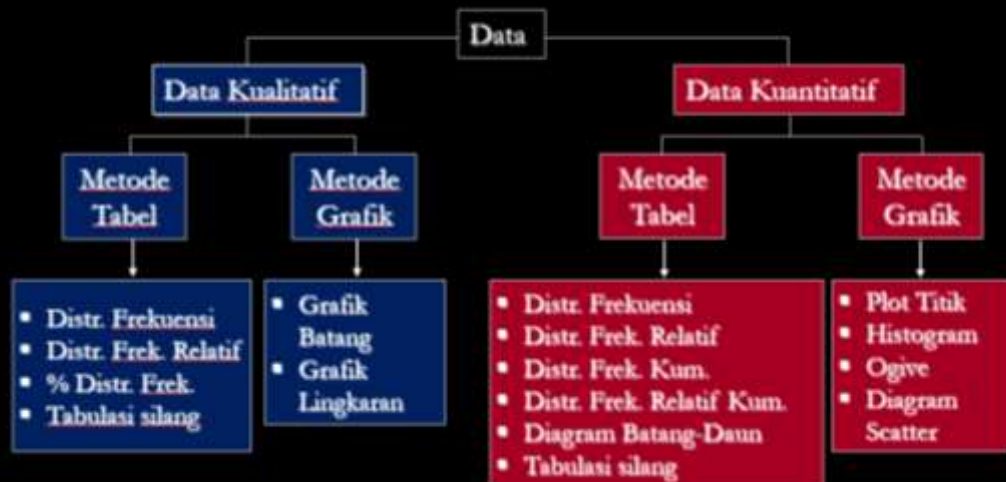 Data
Data Kualitatif
Data Kuantitatif
Metode
Tabel
Metode
Grafik
Metode
Tabel
Metode
Grafik
▪ Distr. Frekuensi
▪ Distr. Frek. Relatif
▪ % Distr. Frek.
▪ Tabulasi silang
▪ Grafik
Batang
▪ Grafik
Lingkaran
▪ Distr. Frekuensi
▪ Distr. Frek. Relatif
▪ Distr. Frek. Kum.
▪ Distr. Frek. Relatif Kum.
▪ Diagram Batang-Daun
▪ Tabulasi silang
▪ Plot Titik
▪ Histogram
▪ Ogive
▪ Diagram
Scatter